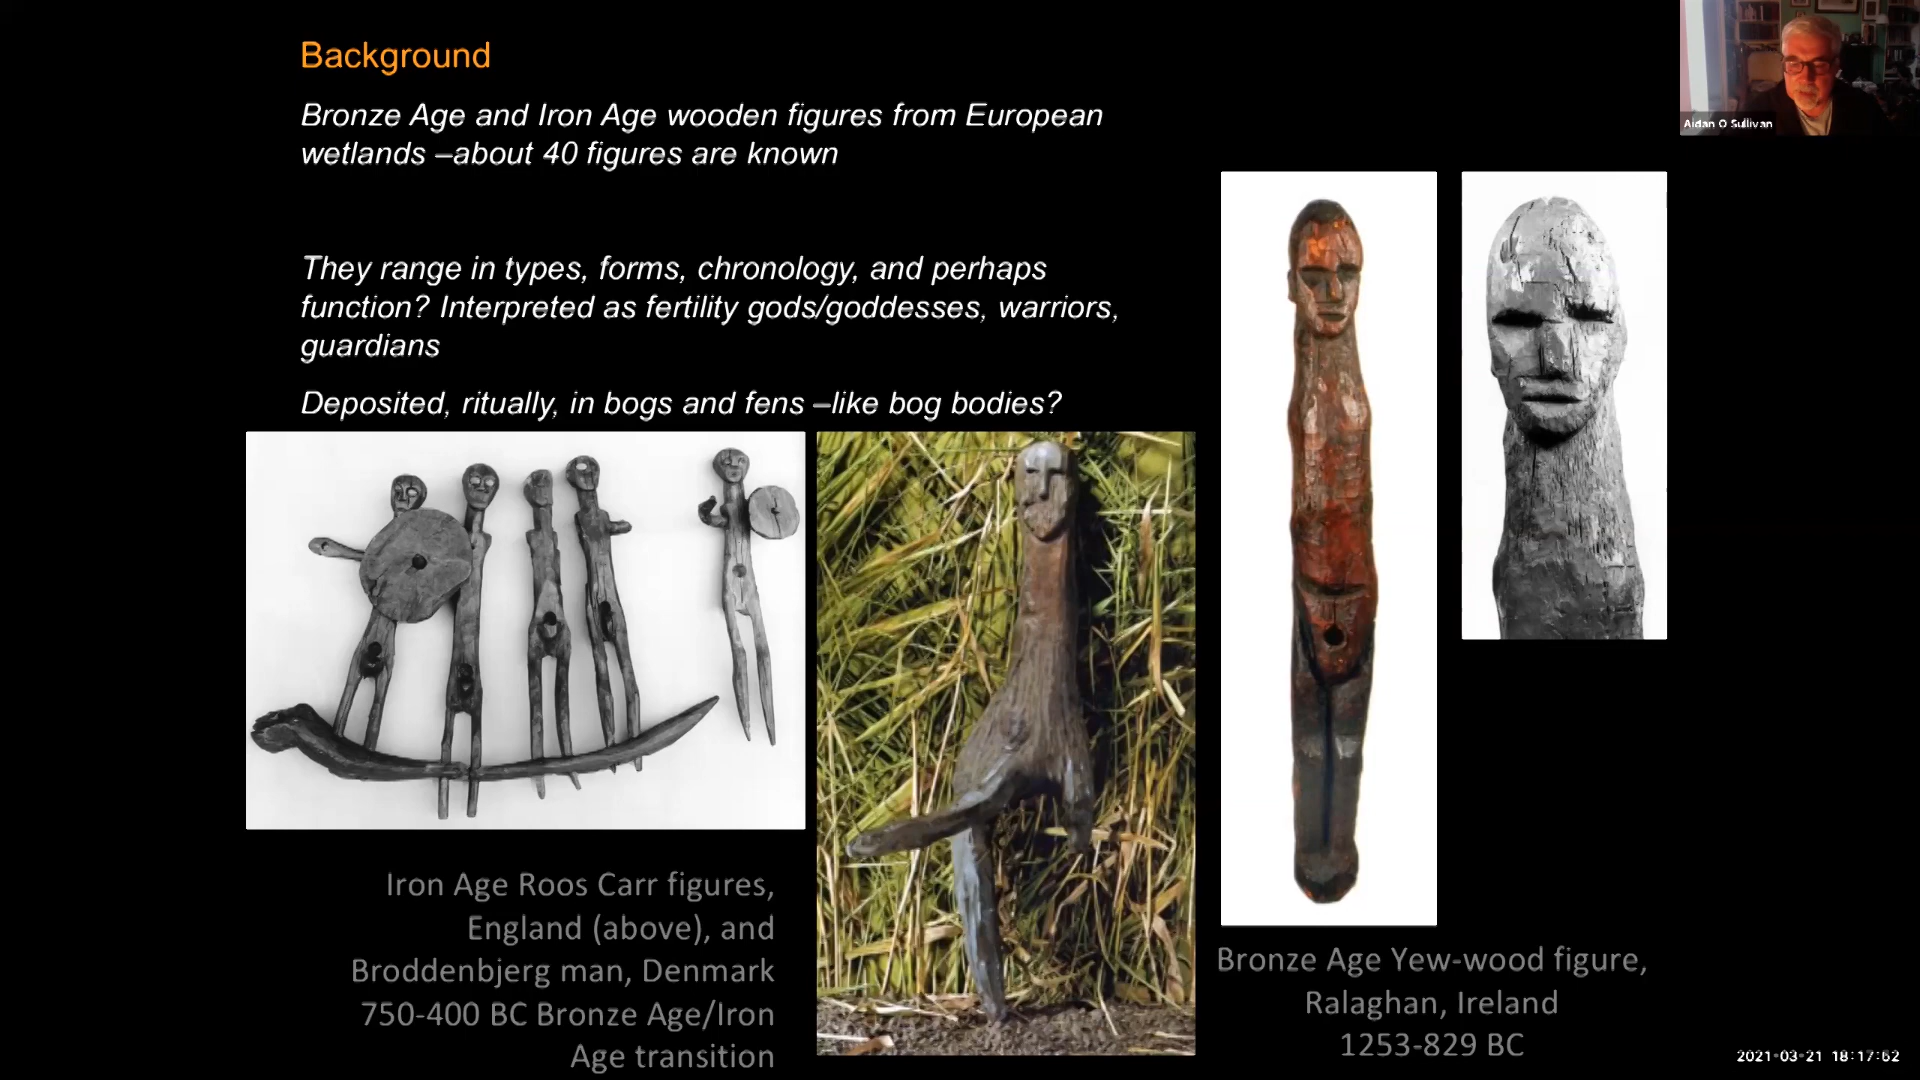 Background
Bronze Age and Iron Age wooden figures from European
wetlands –about 40 figures are known
They range in types, forms, chronology, and perhaps
function? Interpreted as fertility gods/goddesses, warriors,
guardians
Deposited, ritually, in bogs and fens –like bog bodies?
Iron Age Roos Carr figures,
England (above), and
Broddenbjerg man, Denmark
750-400 BC Bronze Age/Iron
Age transition
Bronze Age Yew-wood figure,
Ralaghan, Ireland
1253-829 BC
Aidan O Sullivan
2021-03-21 18:17:52